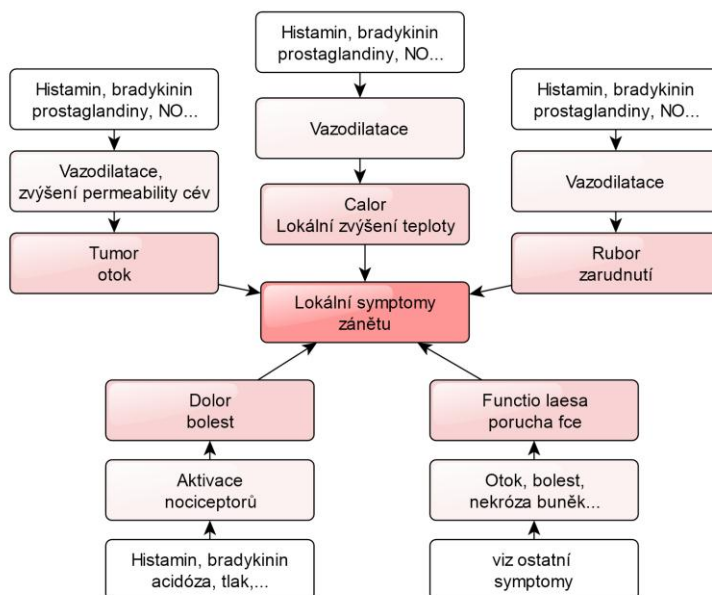 Histamin, bradykinin
prostaglandiny, NO...
Vazodilatace,
zvýšení permeability cév
Tumor
otok
Histamin, bradykinin
prostaglandiny, NO...
Vazodilatace
Calor
Lokální zvýšení teploty
Histamin, bradykinin
prostaglandiny, NO...
Vazodilatace
Rubor
zarudnutí
Lokální symptomy
zánětu
Dolor
bolest
Aktivace
nociceptorů
Histamin, bradykinin
acidóza, tlak,...
Functio laesa
porucha fce
Otok, bolest,
nekróza buněk...
viz ostatní
symptomy